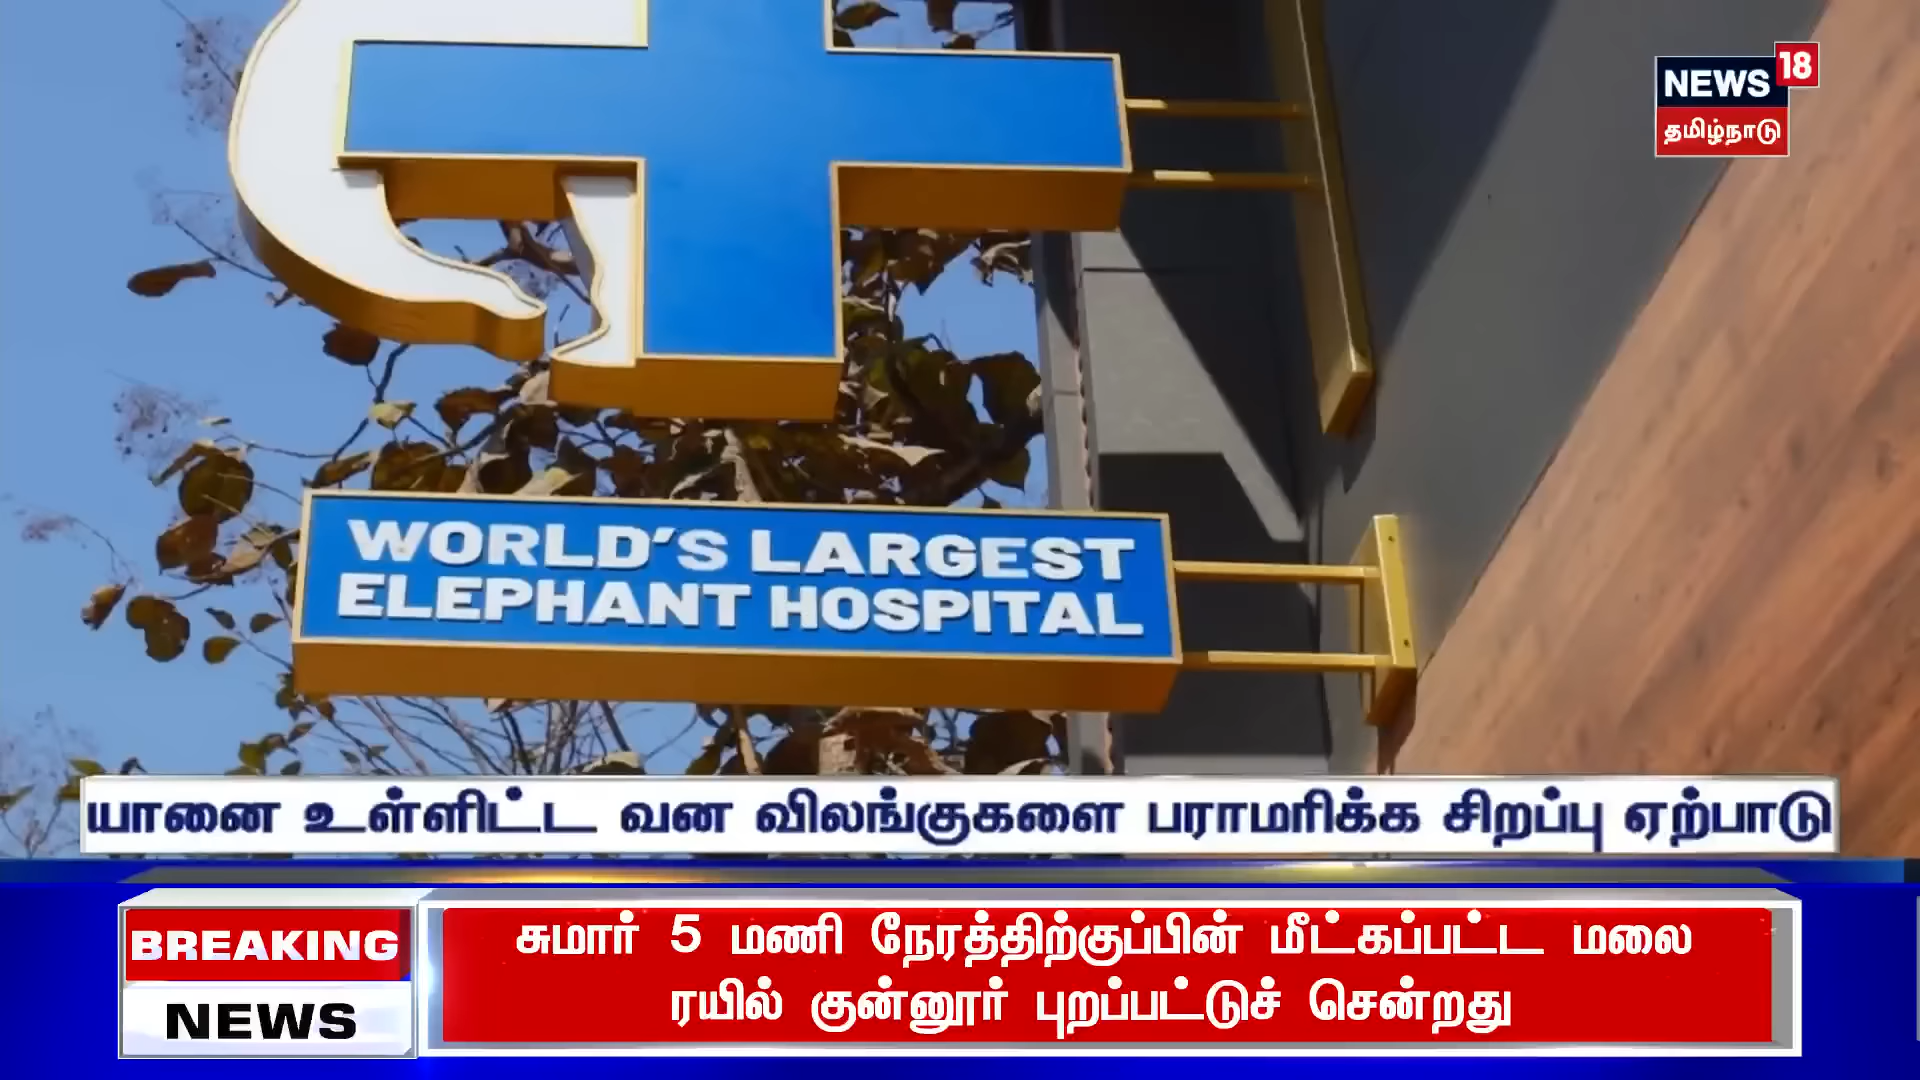 NEWS 18
தமிழ்நாடு
WORLD'S LARGEST
ELEPHANT HOSPITAL
யானை உள்ளிட்ட வன விலங்குகளை பராமரிக்க சிறப்பு ஏற்பாடு
BREAKING
NEWS
சுமார் 5 மணி நேரத்திற்குப்பின் மீட்கப்பட்ட மலை
ரயில் குன்னூர் புறப்பட்டுச் சென்றது